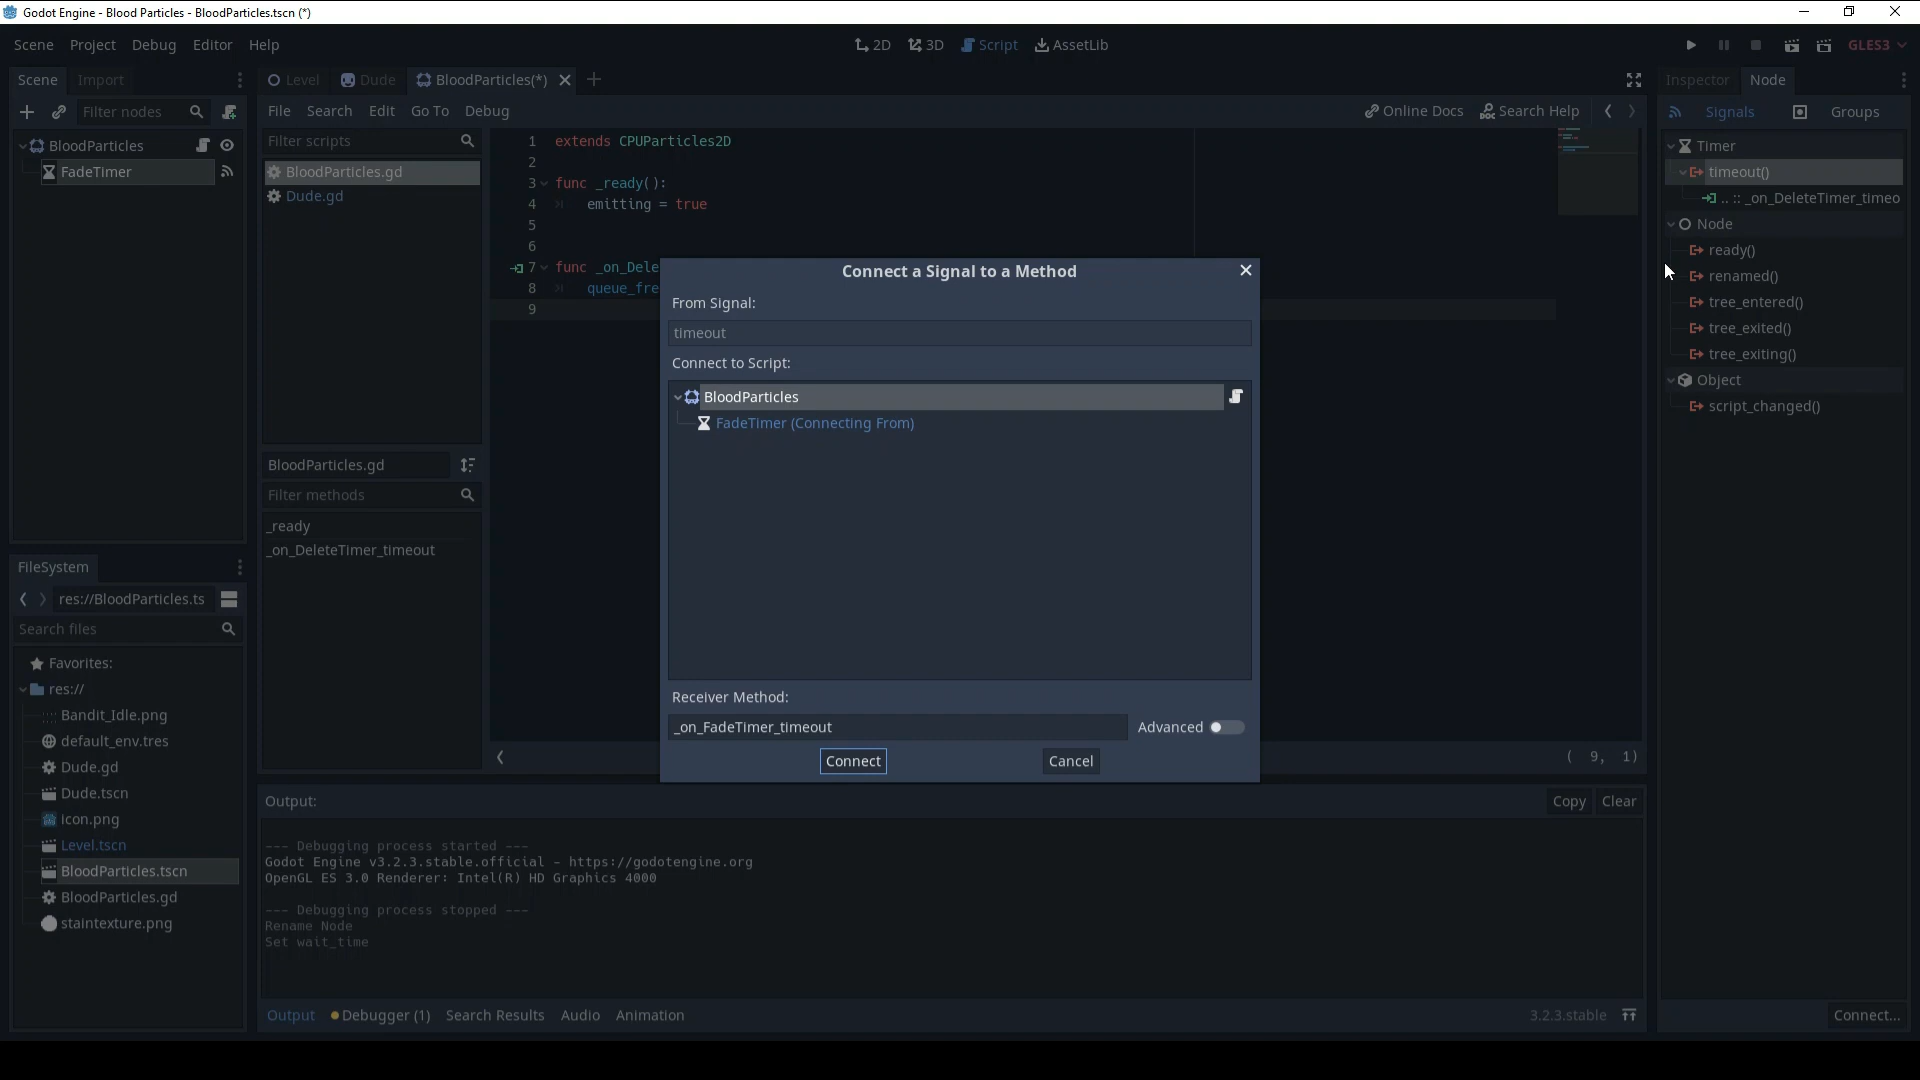 Godot Engine - Blood Particles - BloodParticles.tscn (*)
Scene Project Debug Editor Help
2D 3D Script AssetLib
GLES3
Scene Import
Level Dude BloodParticles(*)
Inspector Node
Filter nodes
File Search Edit Go To Debug
Online Docs Search Help
Signals Groups
BloodParticles
FadeTimer
Filter scripts
BloodParticles.gd
Dude.gd
1 extends CPUParticles2D
2
3 func _ready():
4 emitting = true
5
6
7 func _on_Dele
8 queue_fre
9
Timer
timeout()
.. :: _on_DeleteTimer_timeo
Node
ready()
renamed()
tree_entered()
tree_exited()
tree_exiting()
Object
script_changed()
Connect a Signal to a Method
From Signal:
timeout
Connect to Script:
BloodParticles
FadeTimer (Connecting From)
Receiver Method:
_on_FadeTimer_timeout
Advanced
Connect Cancel
BloodParticles.gd
Filter methods
_ready
_on_DeleteTimer_timeout
( 9, 1)
FileSystem
res://BloodParticles.ts
Search files
Favorites:
res://
Bandit_Idle.png
default_env.tres
Dude.gd
Dude.tscn
icon.png
Level.tscn
BloodParticles.tscn
BloodParticles.gd
staintexture.png
Output:
Copy Clear
--- Debugging process started ---
Godot Engine v3.2.3.stable.official - https://godotengine.org
OpenGL ES 3.0 Renderer: Intel(R) HD Graphics 4000
--- Debugging process stopped ---
Rename Node
Set wait_time
Output Debugger (1) Search Results Audio Animation
3.2.3.stable
Connect...